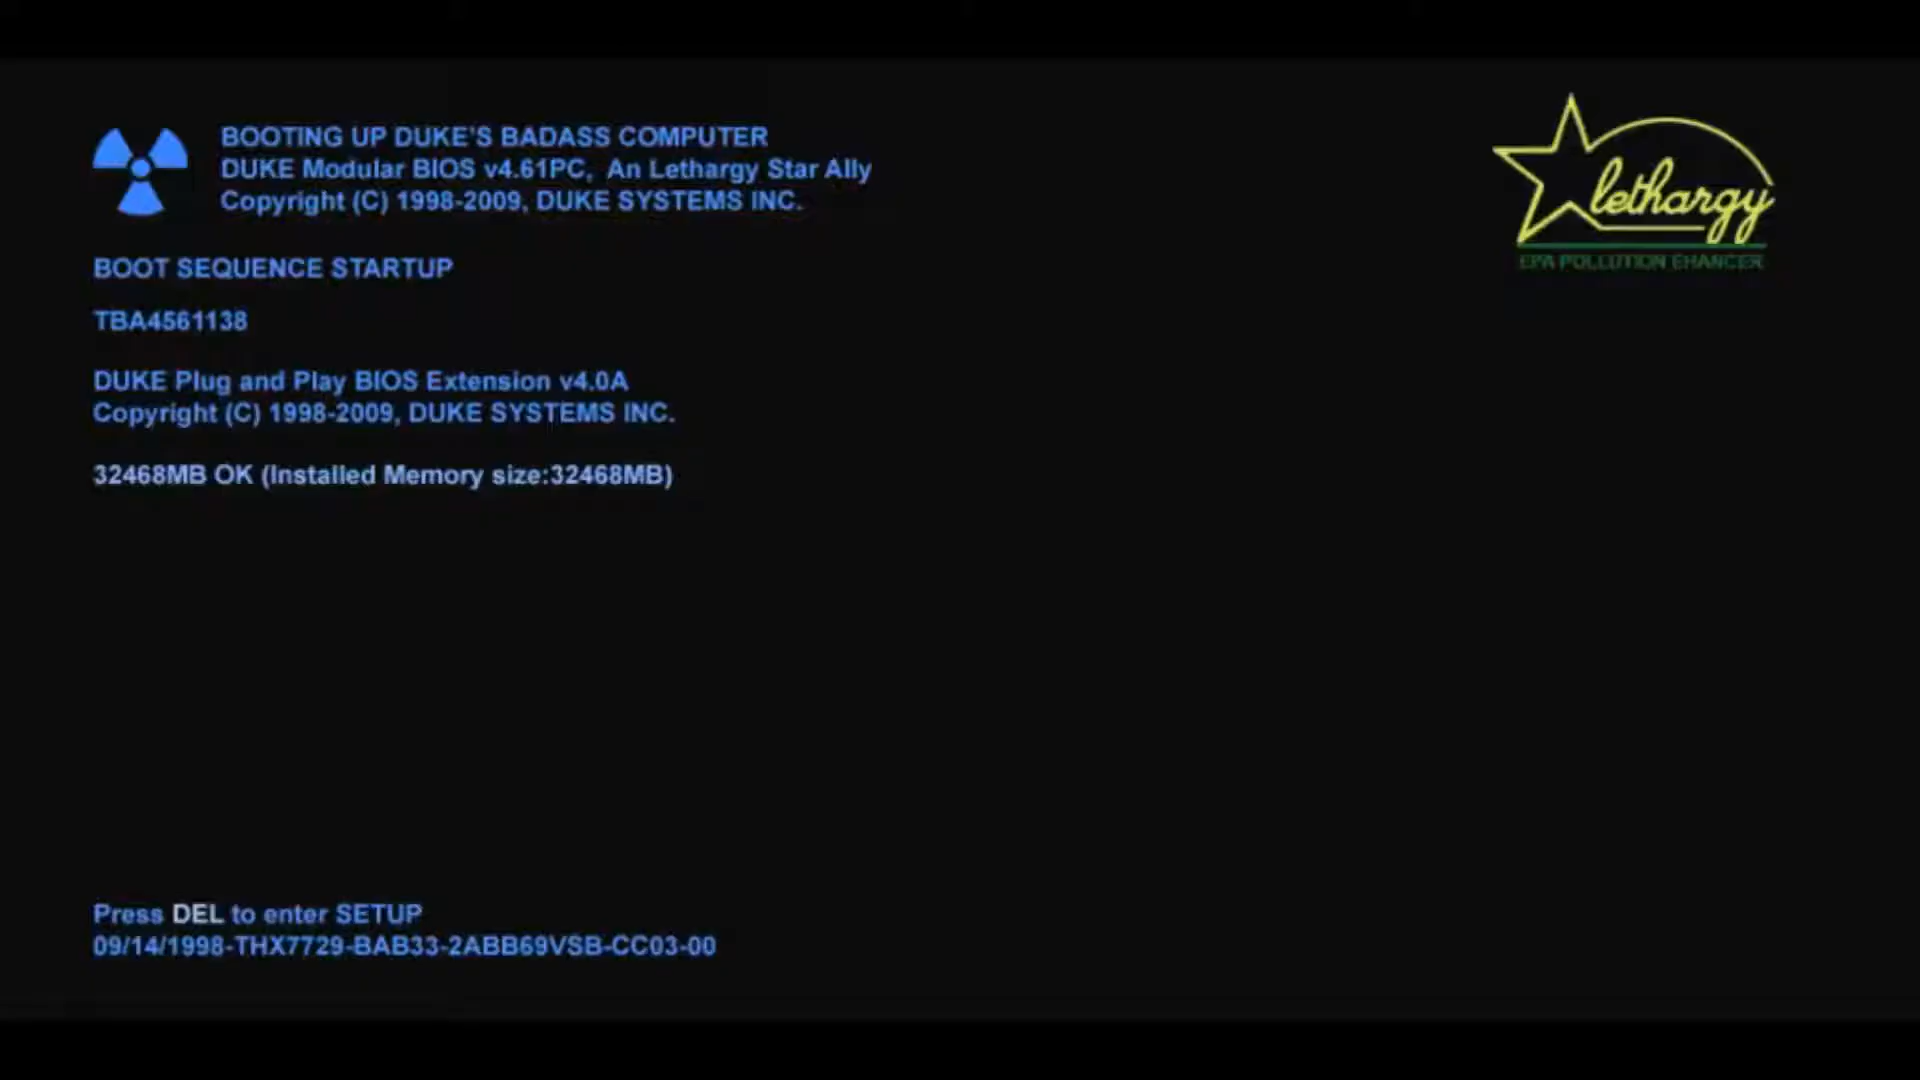 BOOTING UP DUKE'S BADASS COMPUTER
DUKE Modular BIOS v4.61PC, An Lethargy Star Ally
Copyright (C) 1998-2009, DUKE SYSTEMS INC.
lethargy
EPA POLLUTION EHANCER
BOOT SEQUENCE STARTUP
TBA4561138
DUKE Plug and Play BIOS Extension v4.0A
Copyright (C) 1998-2009, DUKE SYSTEMS INC.
32468MB OK (Installed Memory size:32468MB)
Press DEL to enter SETUP
09/14/1998-THX7729-BAB33-2ABB69VSB-CC03-00